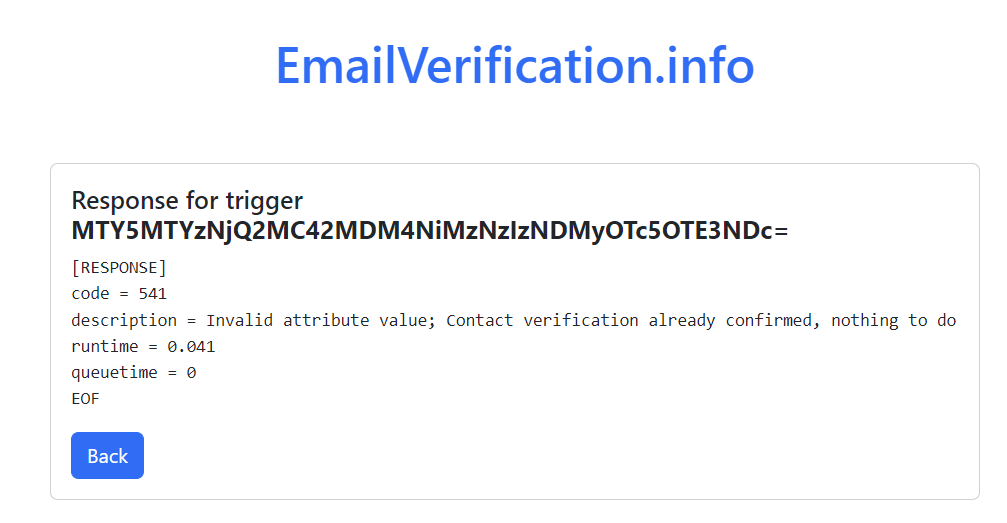 EmailVerification.info
Response for trigger
MTY5MTYzNjQ2MC42MDM4NiMzNzIzNDMyOTc5OTE3NDc=
[RESPONSE]
code = 541
description = Invalid attribute value; Contact verification already confirmed, nothing to do
runtime = 0.041
queuetime = 0
EOF
Back